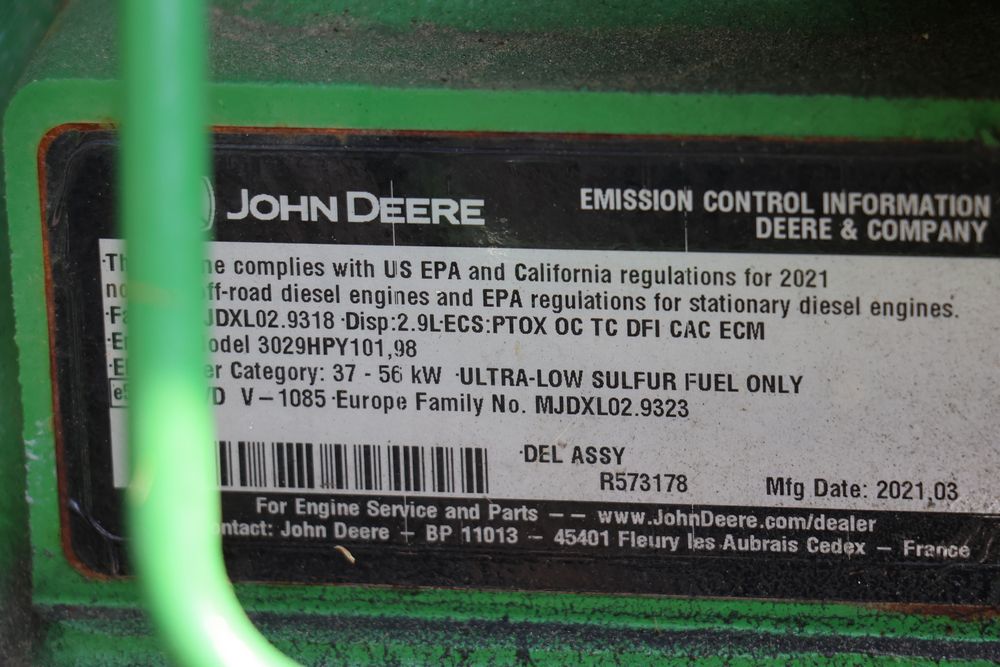 JOHN DEERE
EMISSION CONTROL INFORMATION
DEERE & COMPANY
complies with US EPA and California regulations for 2021
off-road diesel engines and EPA regulations for stationary diesel engines.
JDXL02.9318 ·Disp:2.9L·ECS:PTOX OC TC DFI CAC ECM
3029HPY101,98
Category: 37 - 56 kW ·ULTRA-LOW SULFUR FUEL ONLY
V-1085 ·Europe Family No. MJDXL02.9323
·DEL ASSY
R573178
Mfg Date: 2021,03
For Engine Service and Parts -- www.JohnDeere.com/dealer
Contact: John Deere - BP 11013 - 45401 Fleury les Aubrais Cedex - France